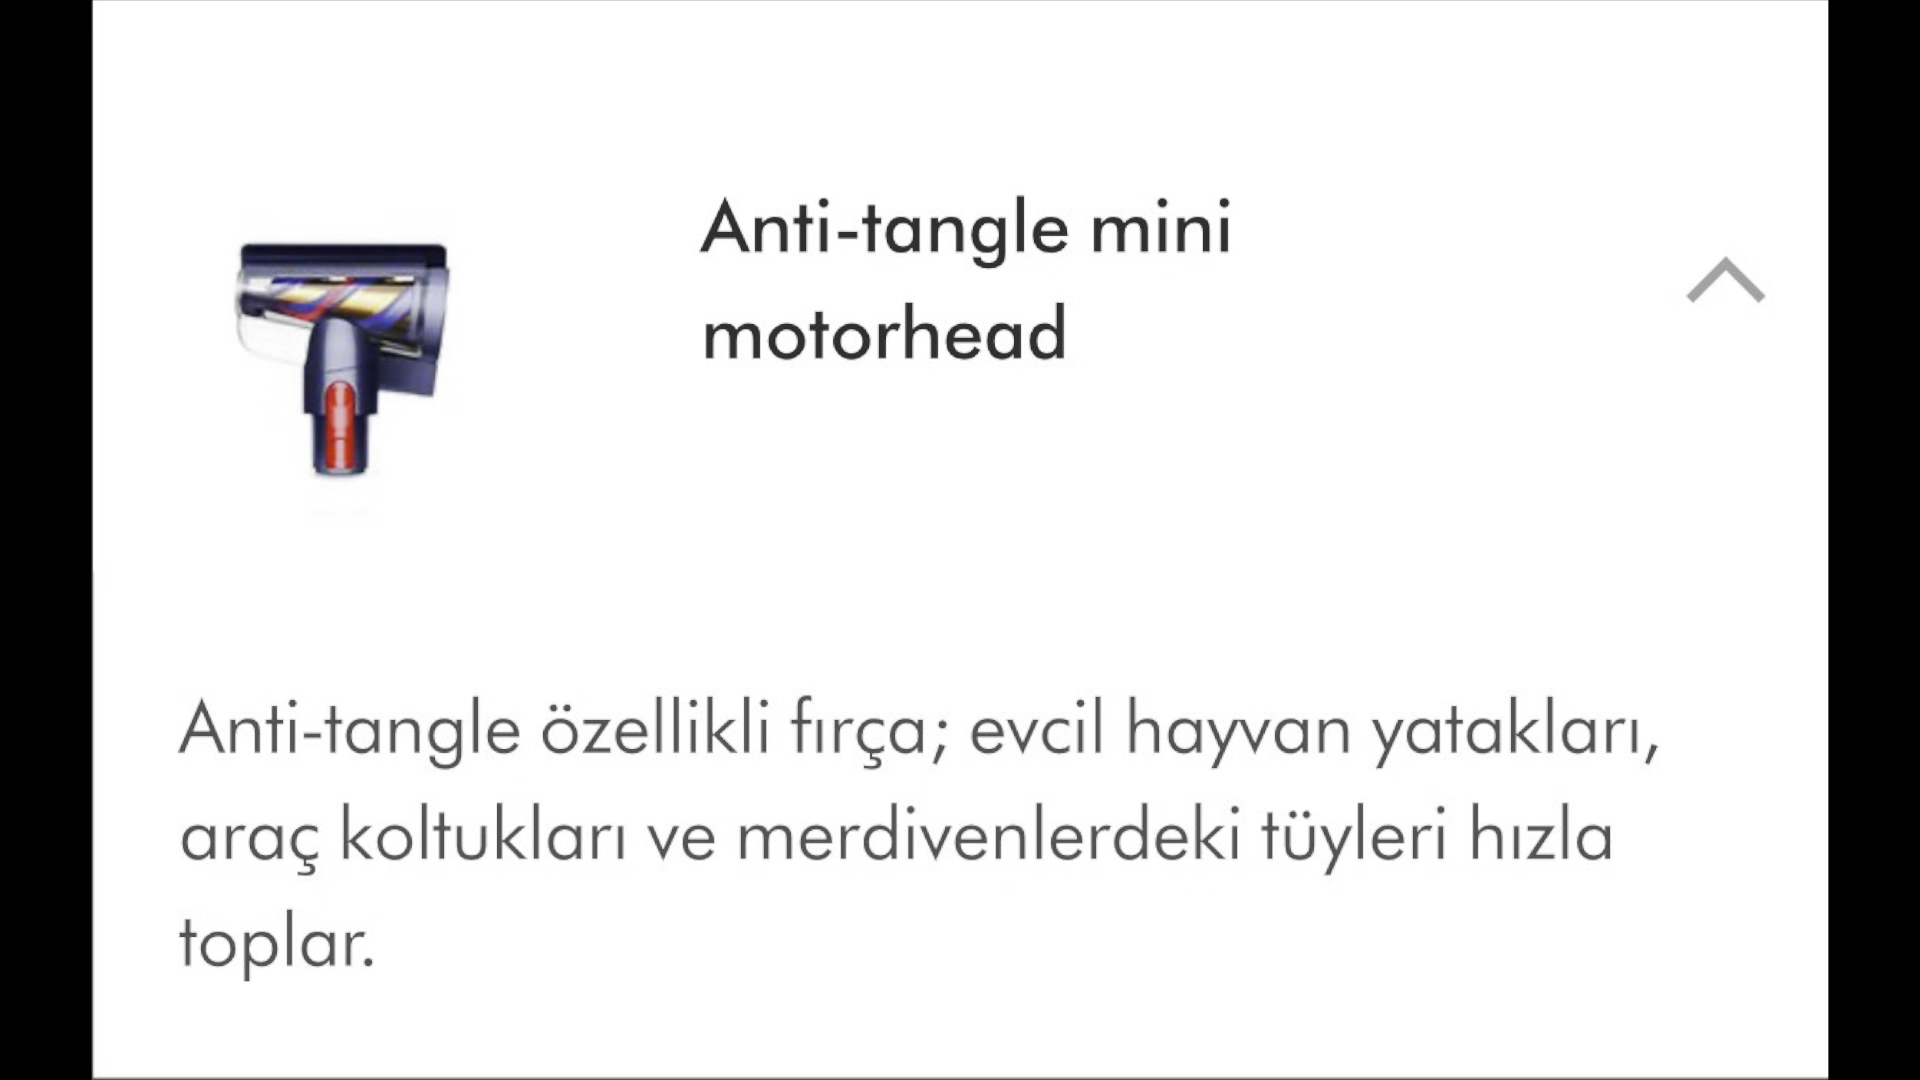 Anti-tangle mini
motorhead
Anti-tangle özellikli fırça; evcil hayvan yatakları,
araç koltukları ve merdivenlerdeki tüyleri hızla
toplar.